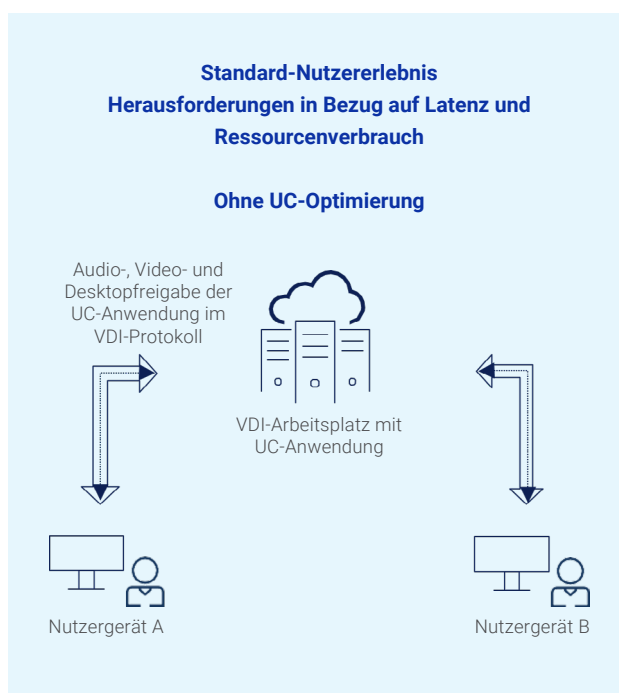 Standard-Nutzererlebnis
Herausforderungen in Bezug auf Latenz und
Ressourcenverbrauch
Ohne UC-Optimierung
Audio-, Video- und
Desktopfreigabe der
UC-Anwendung im
VDI-Protokoll
VDI-Arbeitsplatz mit
UC-Anwendung
Nutzergerät A
Nutzergerät B